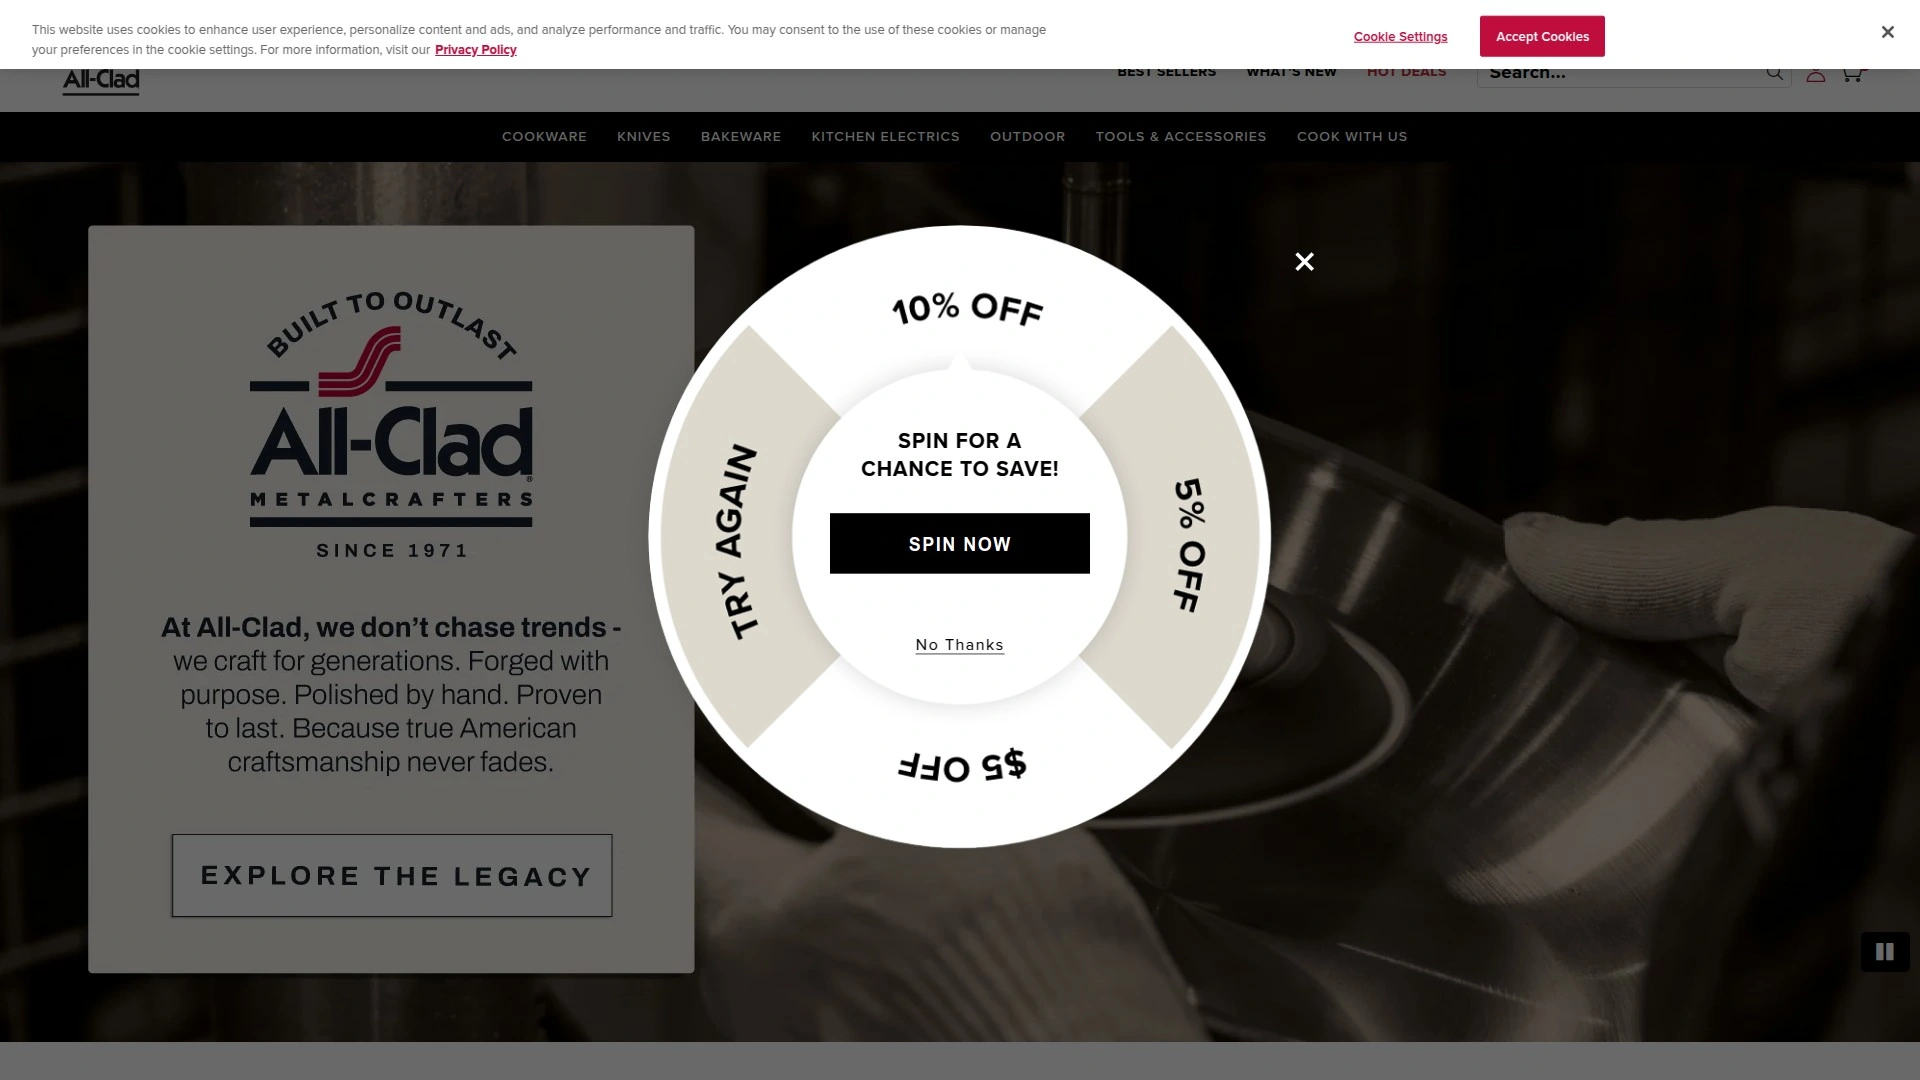 This website uses cookies to enhance user experience, personalize content and ads, and analyze performance and traffic. You may consent to the use of these cookies or manage
your preferences in the cookie settings. For more information, visit our Privacy Policy
Cookie Settings
Accept Cookies
All-Clad
BEST SELLERS
WHAT'S NEW
HOT DEALS
Search...
COOKWARE
KNIVES
BAKEWARE
KITCHEN ELECTRICS
OUTDOOR
TOOLS & ACCESSORIES
COOK WITH US
BUILT TO OUTLAST
All-Clad®
METALCRAFTERS
SINCE 1971
At All-Clad, we don’t chase trends -
we craft for generations. Forged with
purpose. Polished by hand. Proven
to last. Because true American
craftsmanship never fades.
EXPLORE THE LEGACY
10% OFF
5% OFF
$5 OFF
TRY AGAIN
SPIN FOR A
CHANCE TO SAVE!
SPIN NOW
No Thanks